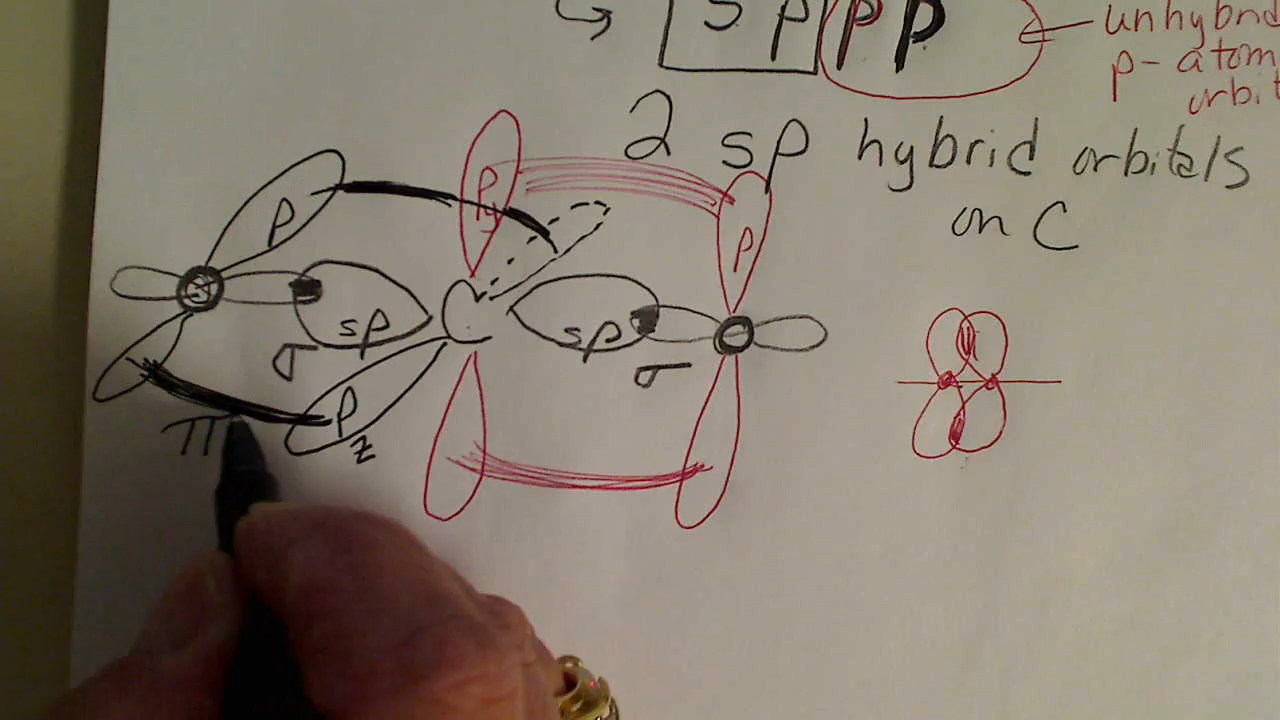 sp pp
unhybrid
p-atom
orbit
2 sp hybrid orbitals
on C
P Py P
sp C sp
σ σ
P
π z